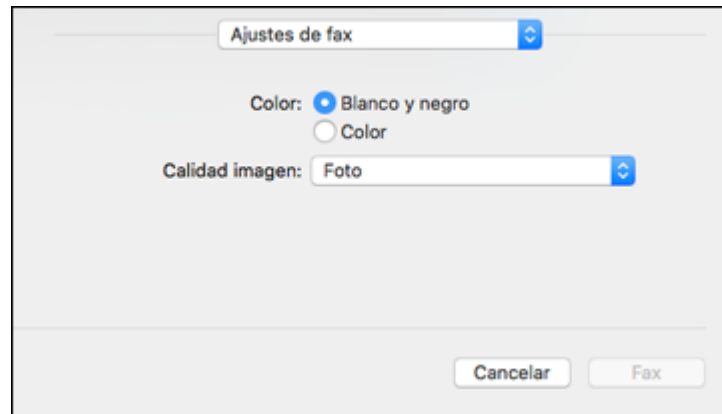 Ajustes de fax
Color: Blanco y negro
Color
Calidad imagen: Foto
Cancelar Fax